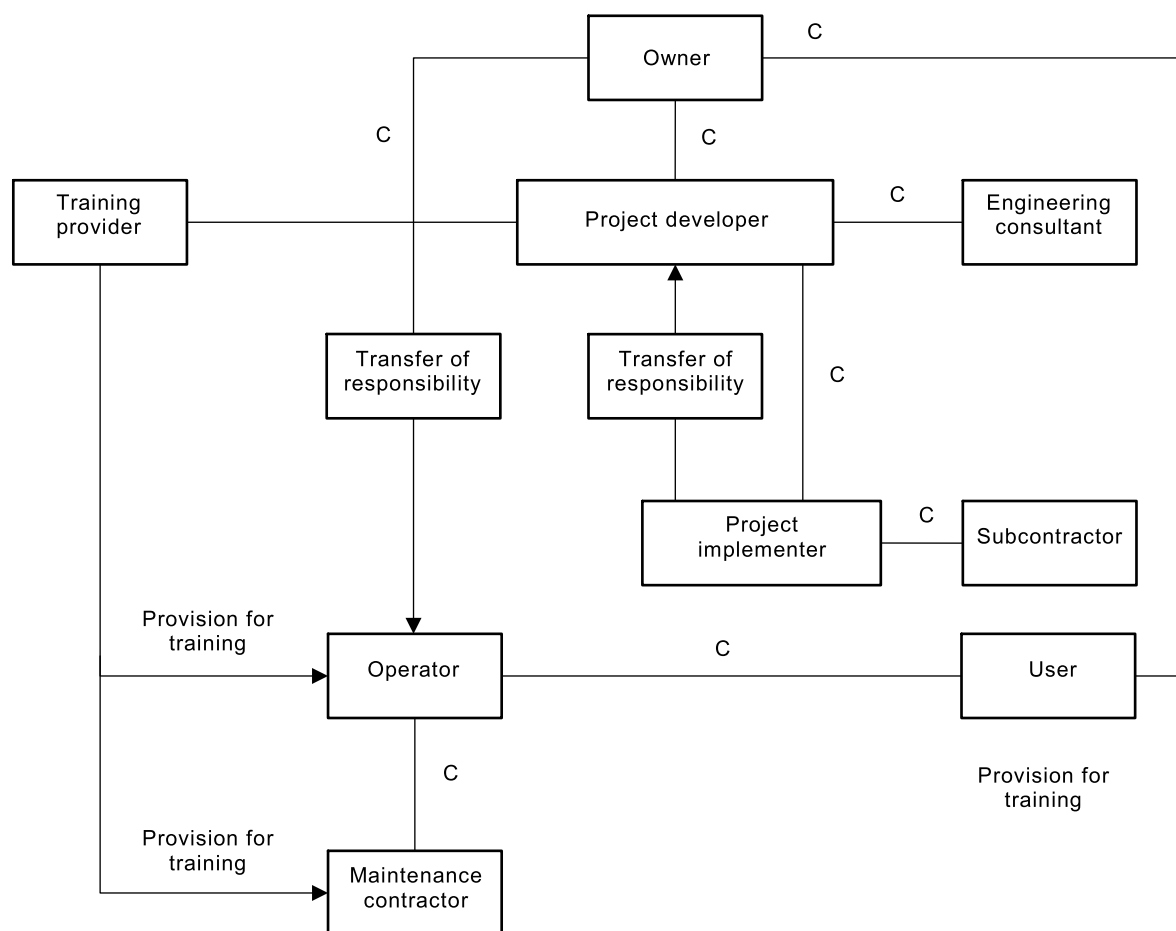 C
Owner
C
C
Training
provider
Project developer
C
Engineering
consultant
Transfer of
responsibility
Transfer of
responsibility
C
Project
implementer
C
Subcontractor
Provision for
training
Operator
C
User
C
Provision for
training
Provision for
training
Maintenance
contractor